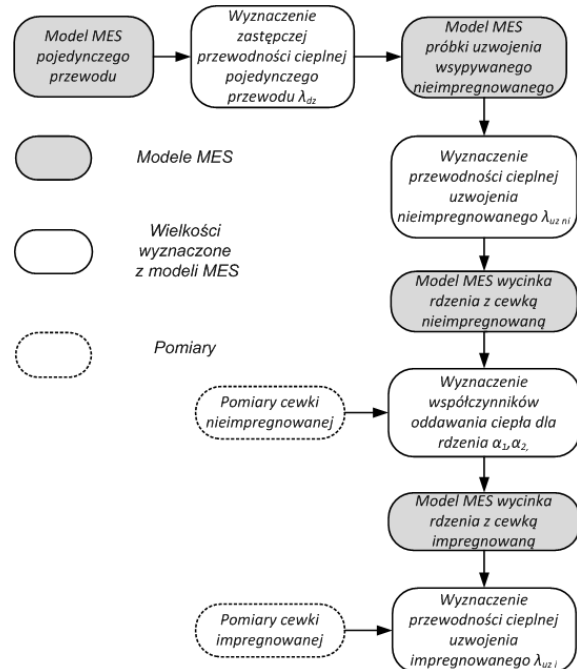 Model MES
pojedynczego
przewodu
Wyznaczenie
zastępczej
przewodności cieplnej
pojedynczego
przewodu λdz
Model MES
próbki uzwojenia
wsypywanego
nieimpregnowanego
Modele MES
Wyznaczenie
przewodności cieplnej
uzwojenia
nieimpregnowanego λuz ni
Wielkości
wyznaczone
z modeli MES
Model MES wycinka
rdzenia z cewką
nieimpregnowaną
Pomiary
Pomiary cewki
nieimpregnowanej
Wyznaczenie
współczynników
oddawania ciepła dla
rdzenia α1,α2,
Model MES wycinka
rdzenia z cewką
impregnowaną
Pomiary cewki
impregnowanej
Wyznaczenie
przewodności cieplnej
uzwojenia
impregnowanego λuz i